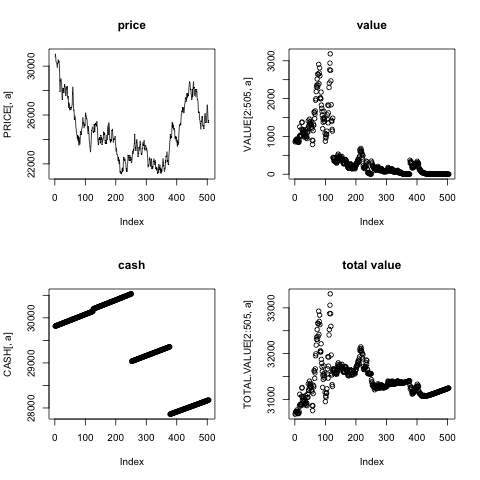 price
PRICE[, a]
22000 26000 30000
0 100 200 300 400 500
Index
value
VALUE[2:505, a]
0 1000 2000 3000
0 100 200 300 400 500
Index
cash
CASH[, a]
28000 29000 30000
0 100 200 300 400 500
Index
total value
TOTAL.VALUE[2:505, a]
31000 32000 33000
0 100 200 300 400 500
Index